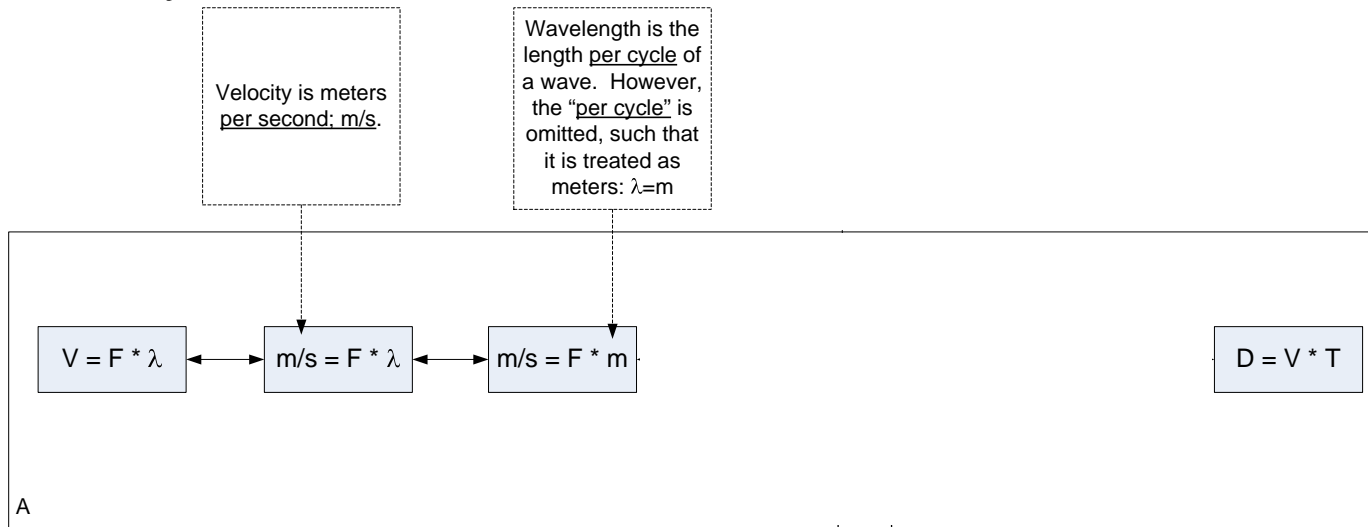 Velocity is meters
per second; m/s.
Wavelength is the
length per cycle of
a wave.  However,
the “per cycle” is
omitted, such that
it is treated as
meters: λ=m
V = F * λ
m/s = F * λ
m/s = F * m
D = V * T
A